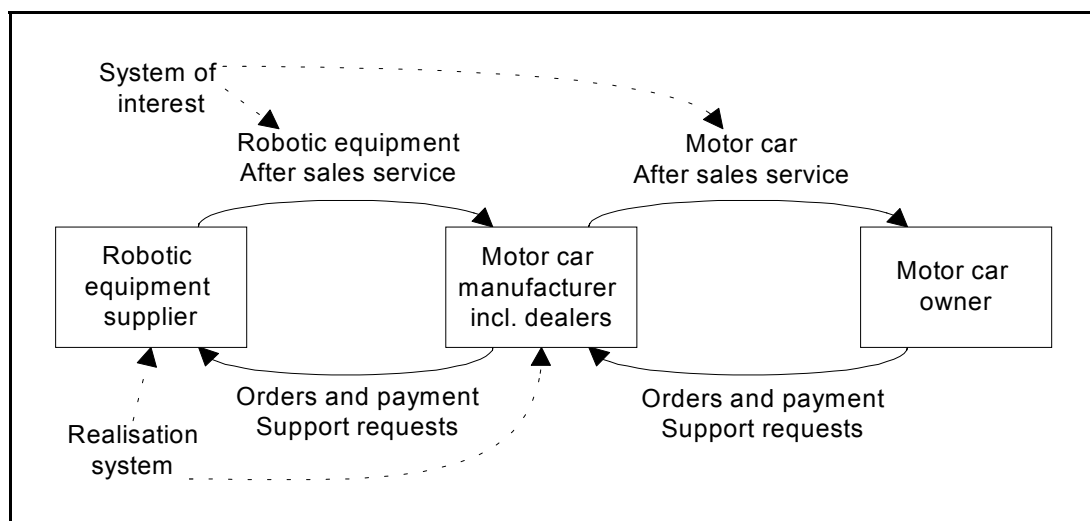 System of
interest
Robotic equipment
After sales service
Motor car
After sales service
Robotic
equipment
supplier
Motor car
manufacturer
incl. dealers
Motor car
owner
Orders and payment
Support requests
Orders and payment
Support requests
Realisation
system